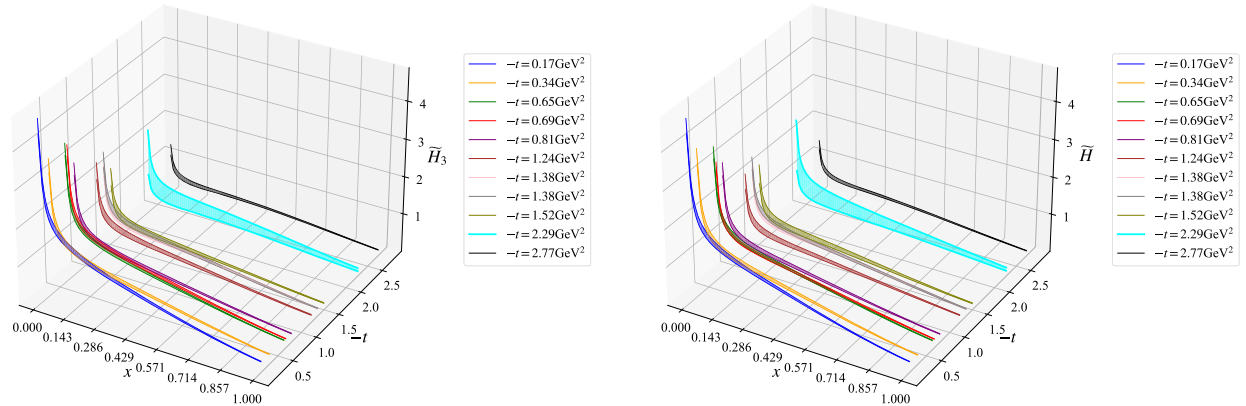 4
3
2
1
H̃₃
2.5
2.0
1.5
1.0
0.5
−t
0.000
0.143
0.286
0.429
0.571
0.714
0.857
1.000
x
−t = 0.17GeV²
−t = 0.34GeV²
−t = 0.65GeV²
−t = 0.69GeV²
−t = 0.81GeV²
−t = 1.24GeV²
−t = 1.38GeV²
−t = 1.38GeV²
−t = 1.52GeV²
−t = 2.29GeV²
−t = 2.77GeV²
4
3
2
1
H̃
2.5
2.0
1.5
1.0
0.5
−t
0.000
0.143
0.286
0.429
0.571
0.714
0.857
1.000
x
−t = 0.17GeV²
−t = 0.34GeV²
−t = 0.65GeV²
−t = 0.69GeV²
−t = 0.81GeV²
−t = 1.24GeV²
−t = 1.38GeV²
−t = 1.38GeV²
−t = 1.52GeV²
−t = 2.29GeV²
−t = 2.77GeV²